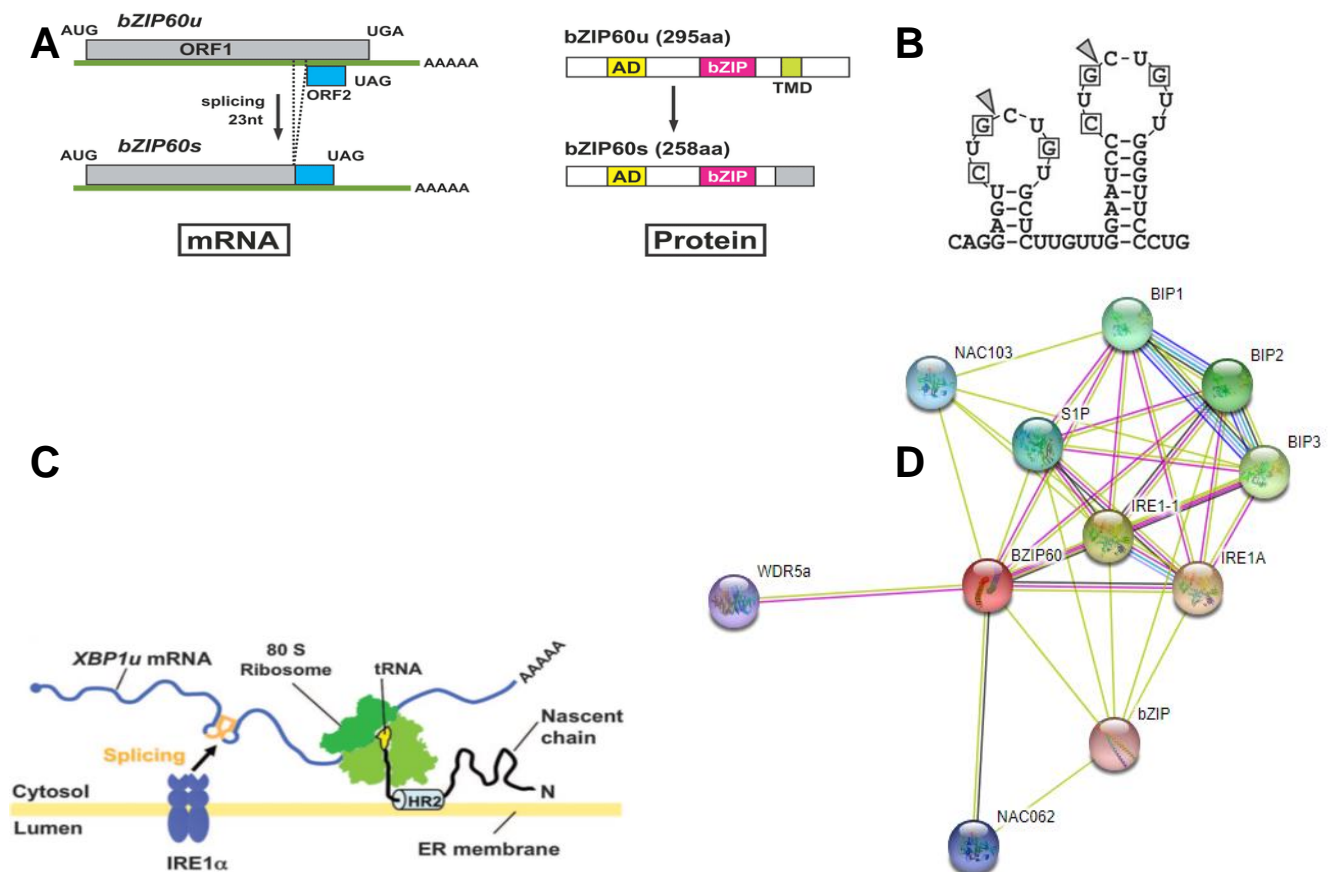 A
bZIP60u
AUG
UGA
ORF1
AAAAA
UAG
ORF2
splicing
23nt
bZIP60s
AUG
UAG
AAAAA
mRNA
bZIP60u (295aa)
AD
bZIP
TMD
bZIP60s (258aa)
AD
bZIP
Protein
B
G C U G U C U G U G A G U G C U
G C U G U U G U C C C U A A G G G U U C
CAGG CUUGUUG CCUG
C
XBP1u mRNA
80 S
Ribosome
tRNA
AAAAA
Splicing
Nascent
chain
N
HR2
Cytosol
Lumen
IRE1α
ER membrane
D
BIP1
NAC103
BIP2
S1P
BIP3
IRE1-1
BZIP60
IRE1A
WDR5a
bZIP
NAC062